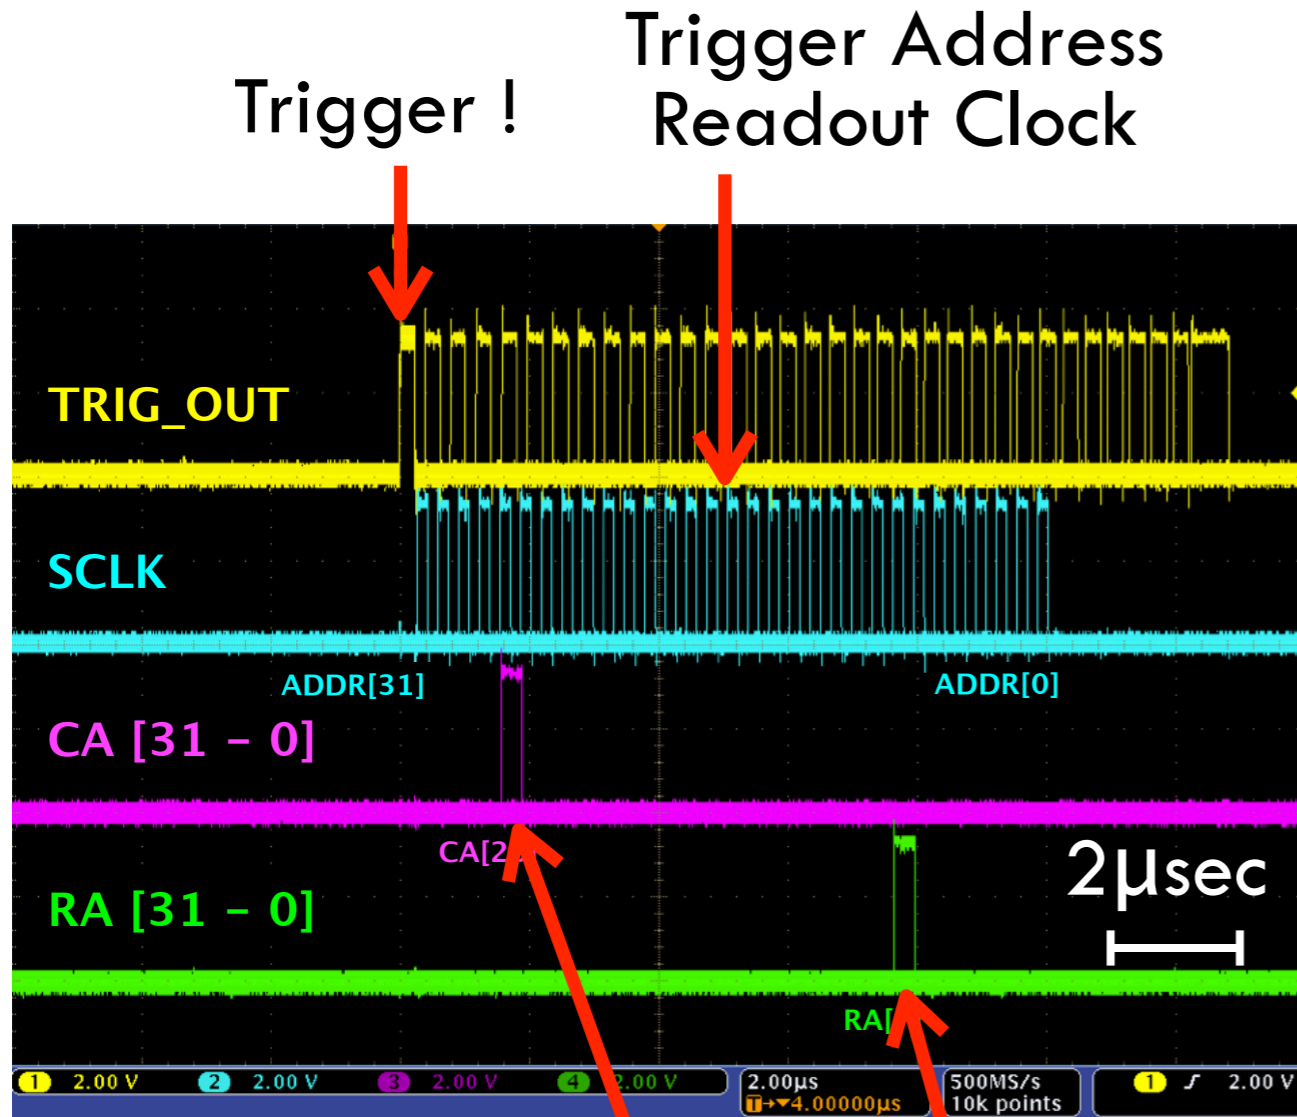 Trigger !
Trigger Address
Readout Clock
TRIG_OUT
SCLK
ADDR[31]
ADDR[0]
CA [31 – 0]
2µsec
RA [31 – 0]
1 2.00 V
2 2.00 V
3 2.00 V
4 2.00 V
2.00µs
4.00000µs
500MS/s
10k points
1 2.00 V